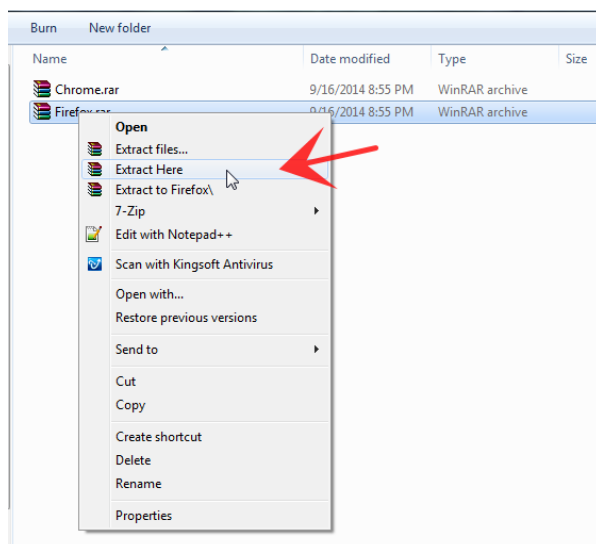 Burn New folder
Name Date modified Type Size
Chrome.rar 9/16/2014 8:55 PM WinRAR archive
Firefox.rar 9/16/2014 8:55 PM WinRAR archive
Open
Extract files...
Extract Here
Extract to Firefox\
7-Zip
Edit with Notepad++
Scan with Kingsoft Antivirus
Open with...
Restore previous versions
Send to
Cut
Copy
Create shortcut
Delete
Rename
Properties